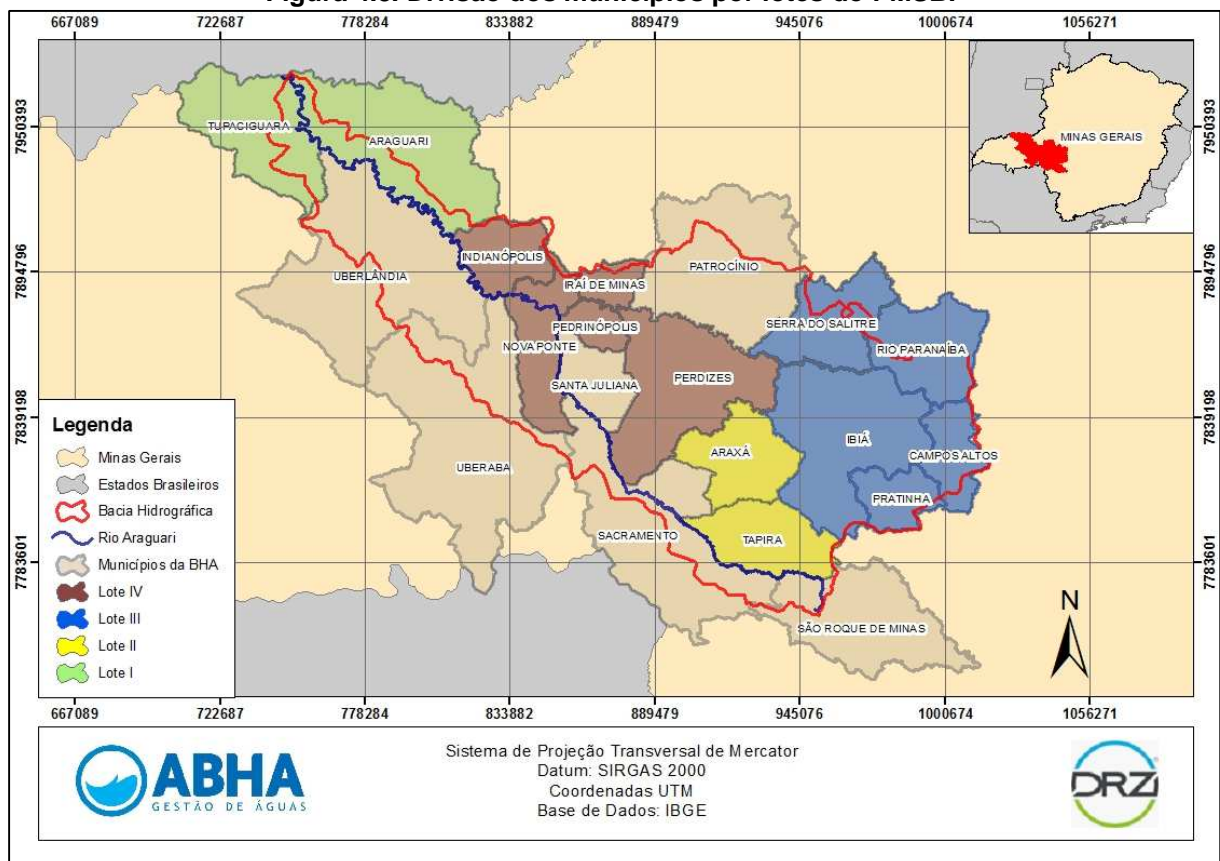 Figura 4.5: Divisão dos municípios por lotes do PMSB.
667089 722687 778284 833882 889479 945076 1000674 1056271
7950393
7894796
7839198
7783601
7950393
7894796
7839198
7783601
MINAS GERAIS
TUPACIGUARA
ARAGUARI
INDIANÓPOLIS
UBERLÂNDIA
IRAÍ DE MINAS
PATROCÍNIO
PEDRINÓPOLIS
NOVA PONTE
SERRA DO SALITRE
RIO PARANAÍBA
SANTA JULIANA
PERDIZES
IBIÁ
CAMPOS ALTOS
ARAXÁ
UBERABA
PRATINHA
SACRAMENTO
TAPIRA
SÃO ROQUE DE MINAS
N
Legenda
Minas Gerais
Estados Brasileiros
Bacia Hidrográfica
Rio Araguari
Municípios da BHA
Lote IV
Lote III
Lote II
Lote I
667089 722687 778284 833882 889479 945076 1000674 1056271
ABHA
GESTÃO DE ÁGUAS
Sistema de Projeção Transversal de Mercator
Datum: SIRGAS 2000
Coordenadas UTM
Base de Dados: IBGE
DRZ